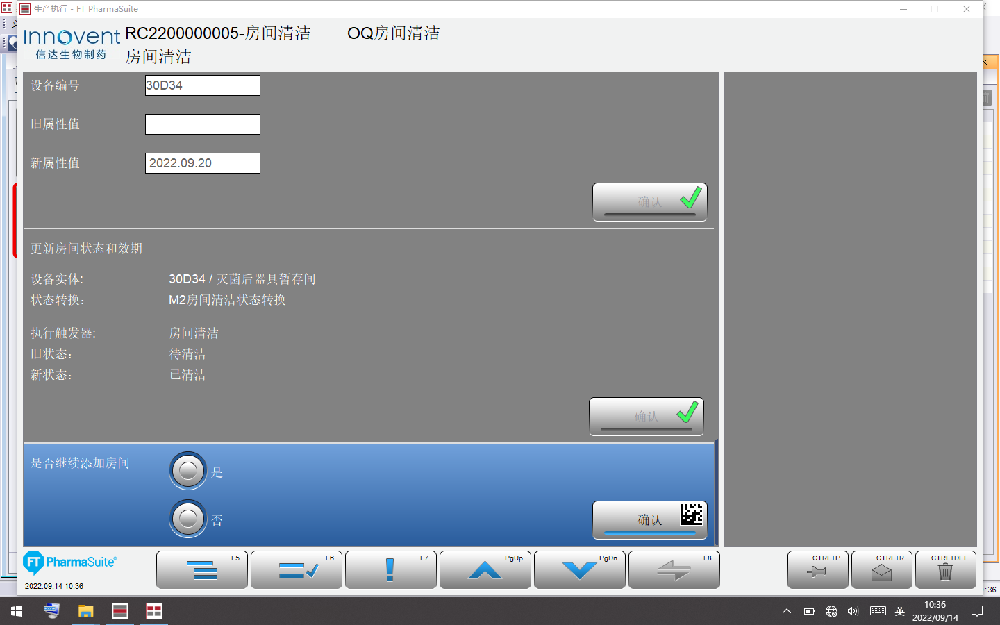 生产执行 - FT PharmaSuite
Innovent
信达生物制药
RC2200000005-房间清洁 - OQ房间清洁
房间清洁
设备编号 30D34
旧属性值
新属性值 2022.09.20
确认
更新房间状态和效期
设备实体: 30D34 / 灭菌后器具暂存间
状态转换: M2房间清洁状态转换
执行触发器: 房间清洁
旧状态: 待清洁
新状态: 已清洁
确认
是否继续添加房间
是
否
确认
FT PharmaSuite®
F5
F6
F7
PgUp
PgDn
F8
CTRL+P
CTRL+R
CTRL+DEL
2022.09.14 10:36
:36
英
10:36
2022/09/14